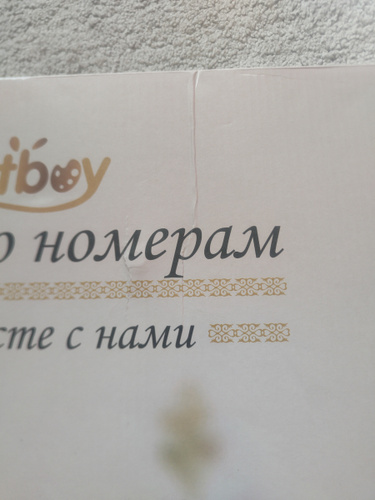 tboy
о номерам
сте с нами